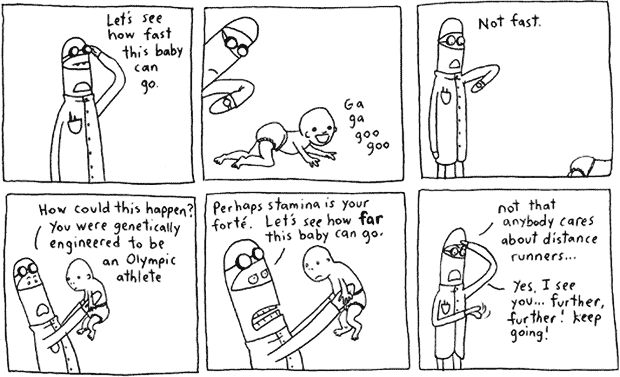 Let's see
how fast
this baby
can
go.
Ga
ga
goo
goo
Not fast.
How could this happen?
You were genetically
engineered to be
an Olympic
athlete
Perhaps stamina is your
forté. Let's see how far
this baby can go.
not that
anybody cares
about distance
runners...
Yes, I see
you... further,
further! Keep
going!